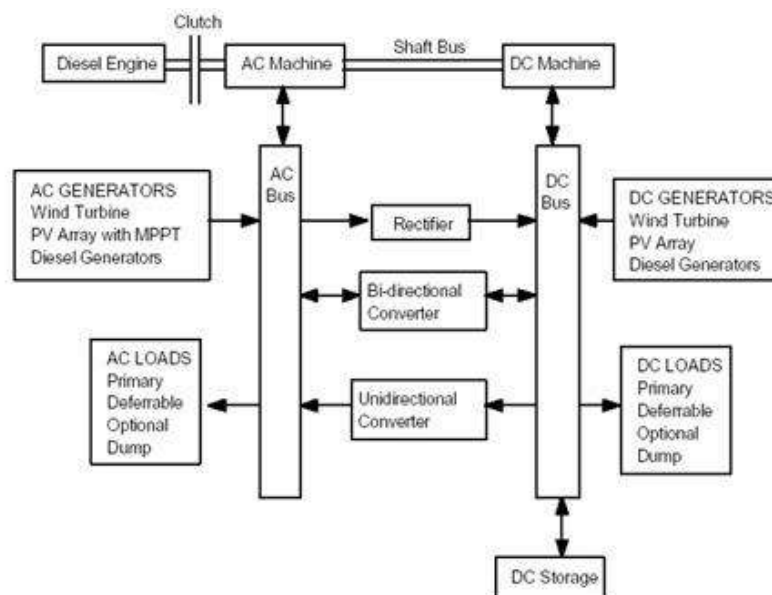 Clutch
Shaft Bus
Diesel Engine
AC Machine
DC Machine
AC
Bus
DC
Bus
AC GENERATORS
Wind Turbine
PV Array with MPPT
Diesel Generators
Rectifier
DC GENERATORS
Wind Turbine
PV Array
Diesel Generators
Bi-directional
Converter
AC LOADS
Primary
Deferrable
Optional
Dump
Unidirectional
Converter
DC LOADS
Primary
Deferrable
Optional
Dump
DC Storage